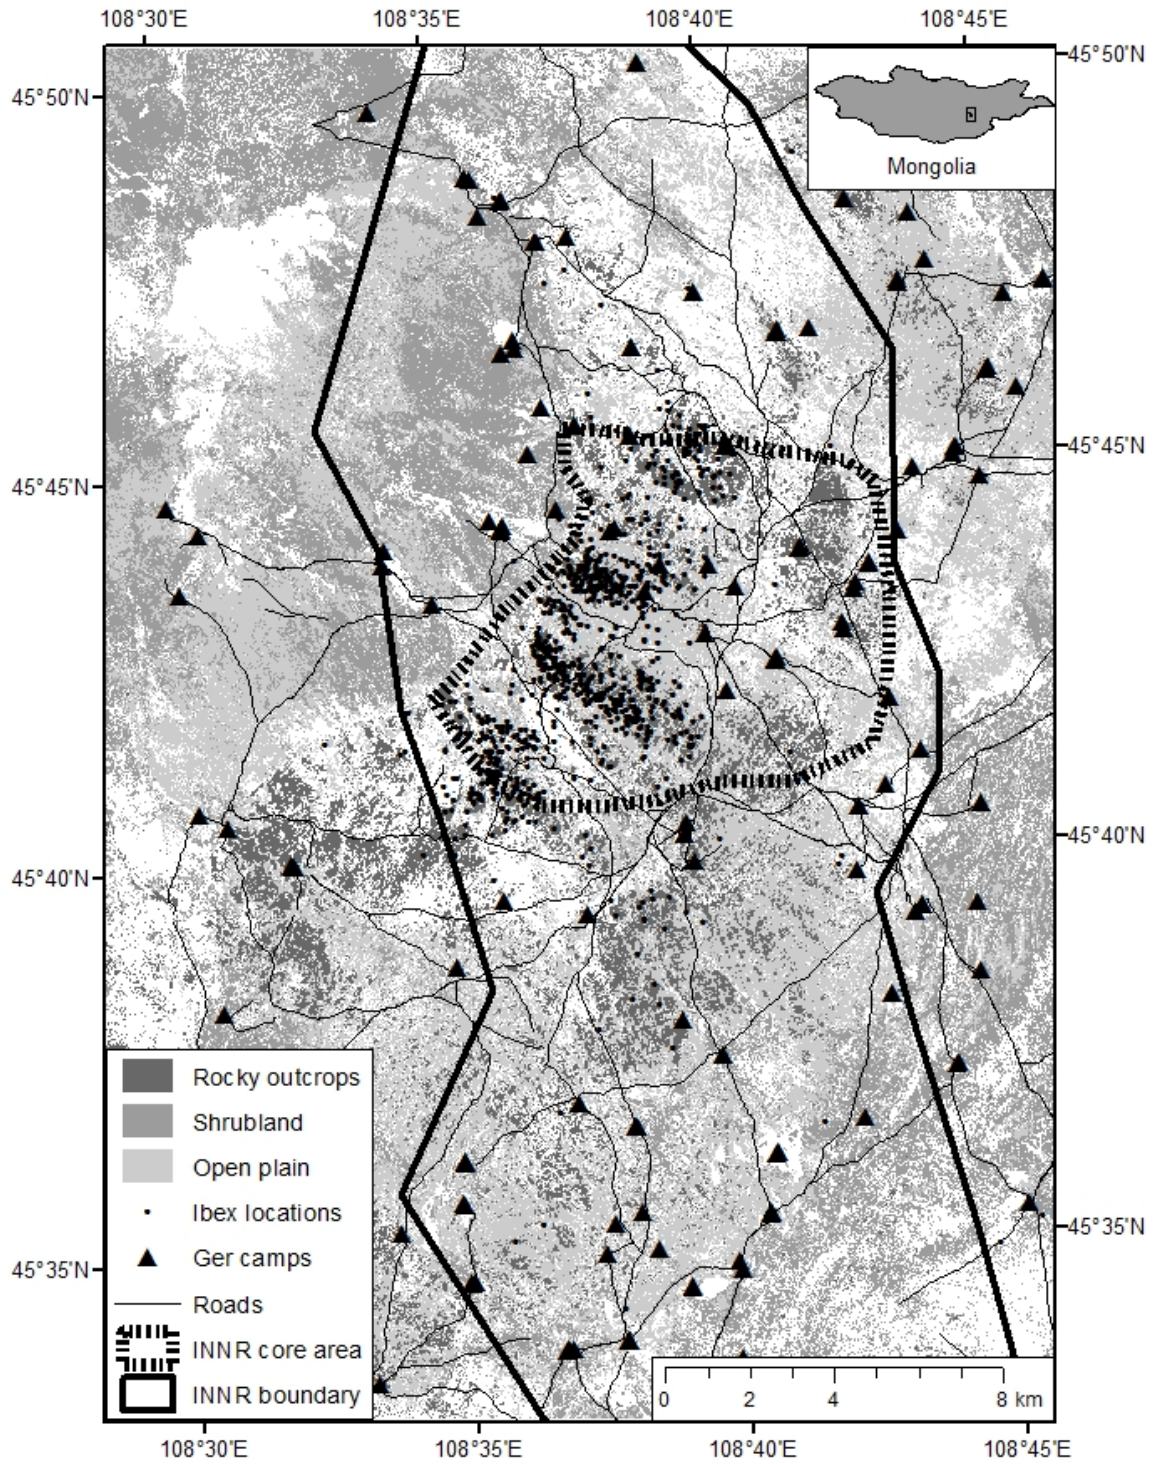 108°30'E
108°35'E
108°40'E
108°45'E
45°50'N
45°50'N
Mongolia
45°45'N
45°45'N
45°40'N
45°40'N
45°35'N
45°35'N
Rocky outcrops
Shrubland
Open plain
Ibex locations
Ger camps
Roads
INNR core area
INNR boundary
0 2 4 8 km
108°30'E
108°35'E
108°40'E
108°45'E